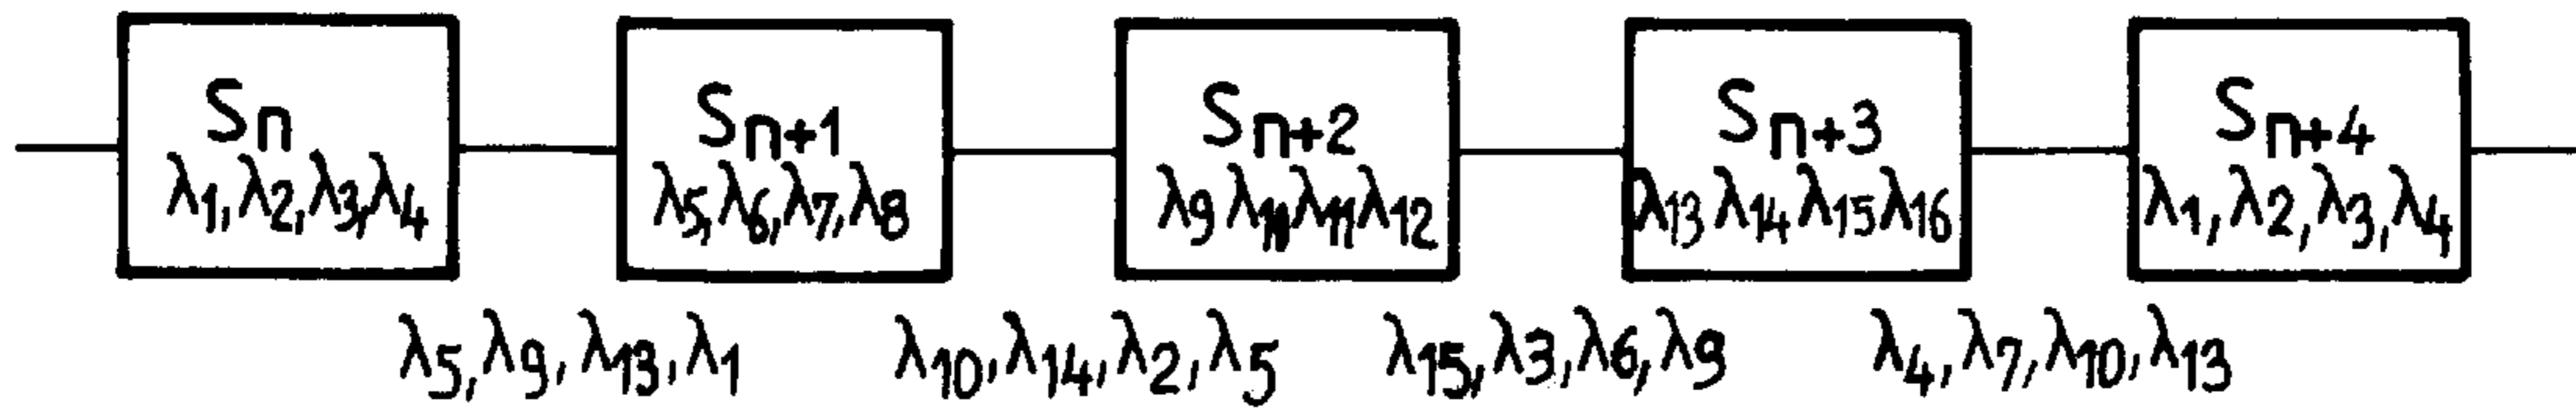 Sn Sn+1 Sn+2 Sn+3 Sn+4
λ1,λ2,λ3,λ4 λ5,λ6,λ7,λ8 λ9 λ10 λ11 λ12 λ13 λ14 λ15 λ16 λ1,λ2,λ3,λ4
λ5,λ9,λ13,λ1 λ10,λ14,λ2,λ5 λ15,λ3,λ6,λ9 λ4,λ7,λ10,λ13